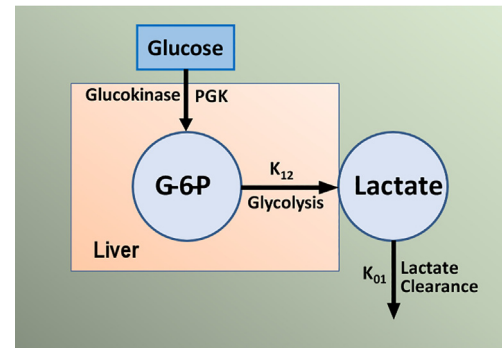 Glucose
Glucokinase PGK
G-6-P
K12
Glycolysis
Lactate
Liver
K01
Lactate
Clearance